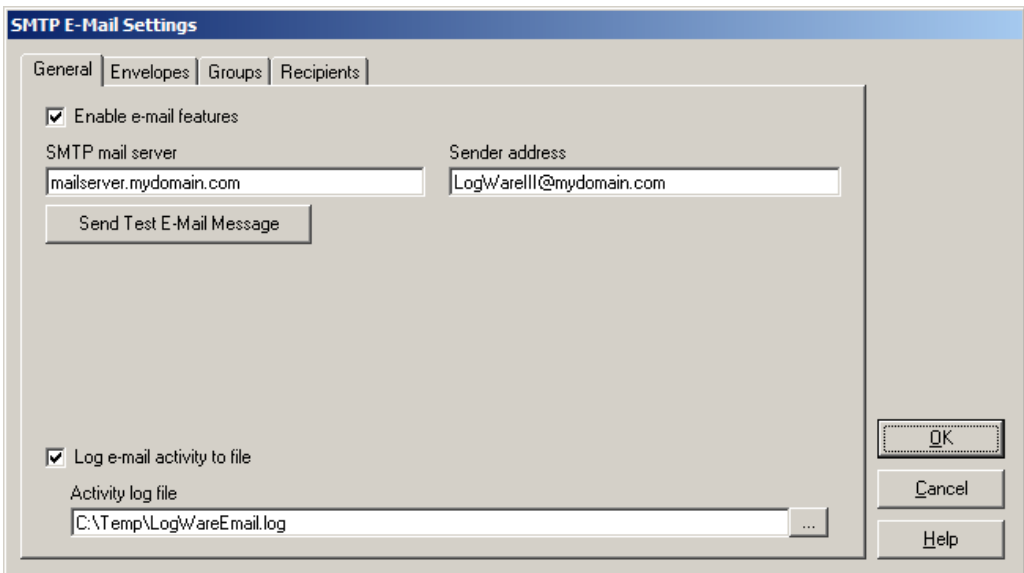 SMTP E-Mail Settings
General Envelopes Groups Recipients
Enable e-mail features
SMTP mail server Sender address
mailserver.mydomain.com LogWareIII@mydomain.com
Send Test E-Mail Message
Log e-mail activity to file
Activity log file
C:\Temp\LogWareEmail.log ...
OK
Cancel
Help